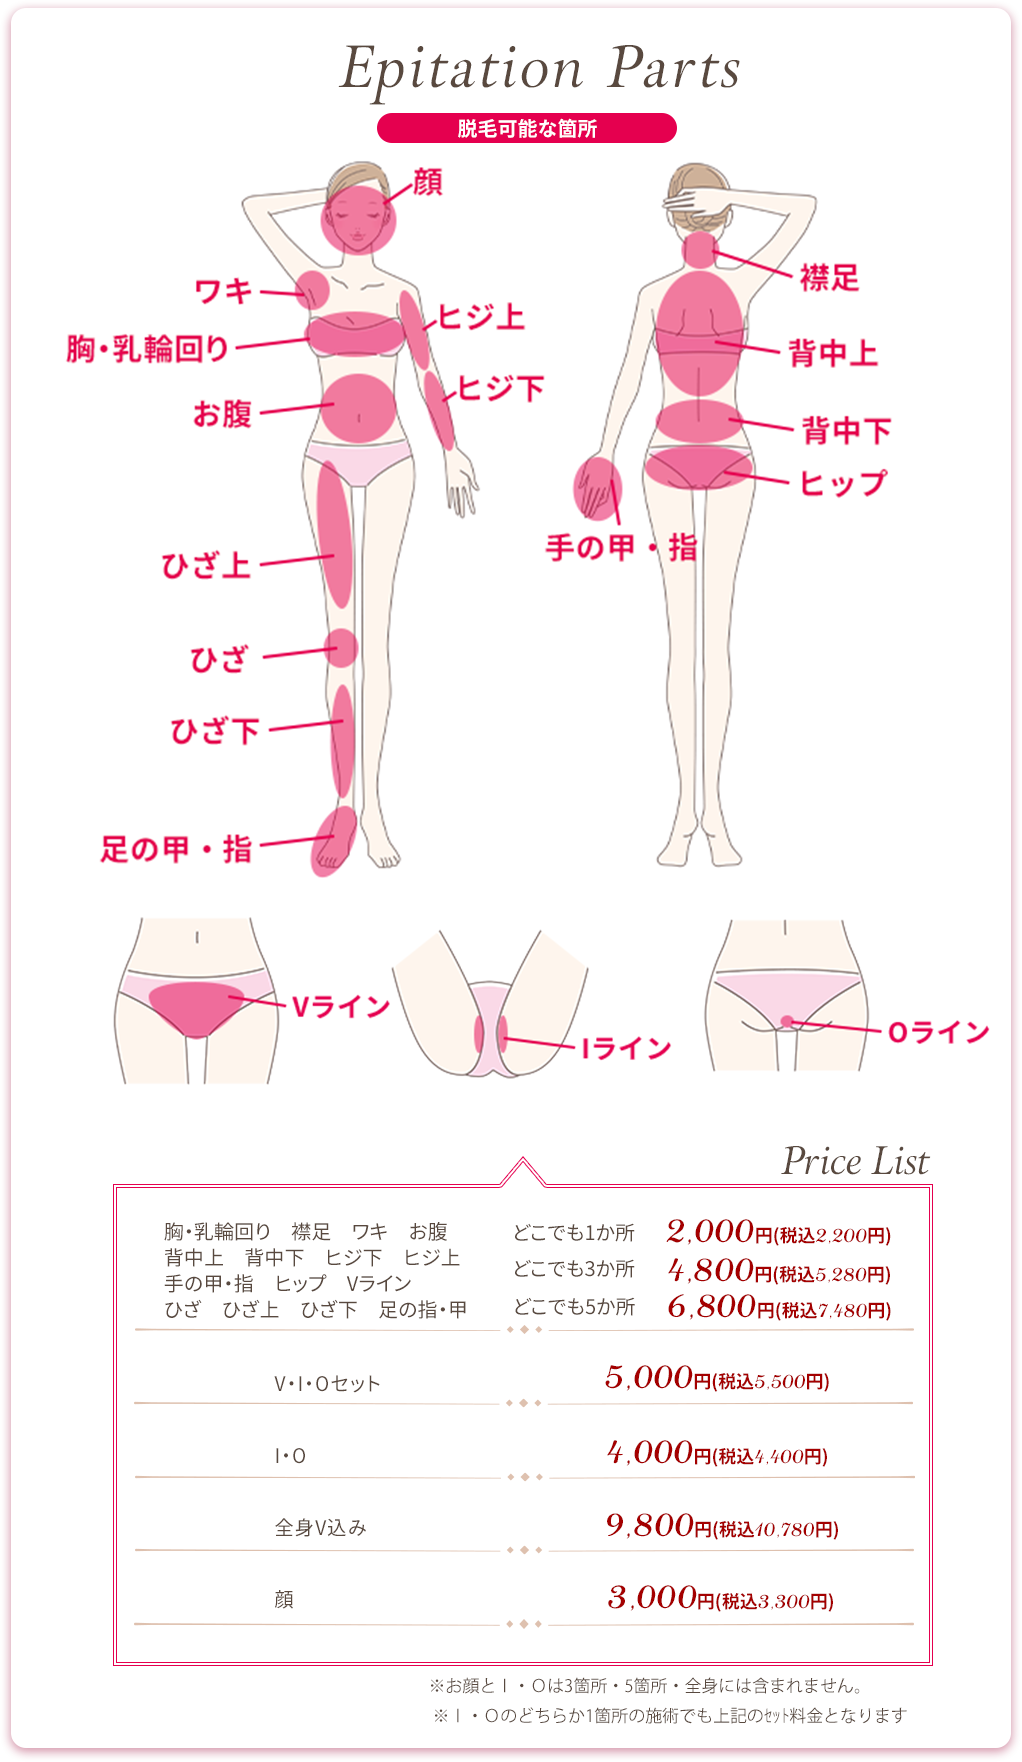 Epitation Parts
脱毛可能な箇所
顔
ワキ
胸・乳輪回り
ヒジ上
ヒジ下
お腹
ひざ上
ひざ
ひざ下
足の甲・指
襟足
背中上
背中下
ヒップ
手の甲・指
Vライン
Iライン
Oライン
Price List
胸・乳輪回り 襟足 ワキ お腹
背中上 背中下 ヒジ下 ヒジ上
手の甲・指 ヒップ Vライン
ひざ ひざ上 ひざ下 足の指・甲
どこでも1か所 2,000円(税込2,200円)
どこでも3か所 4,800円(税込5,280円)
どこでも5か所 6,800円(税込7,480円)
V・I・Oセット 5,000円(税込5,500円)
I・O 4,000円(税込4,400円)
全身V込み 9,800円(税込10,780円)
顔 3,000円(税込3,300円)
※お顔とI・Oは3箇所・5箇所・全身には含まれません。
※I・Oのどちらか1箇所の施術でも上記のｾｯﾄ料金となります